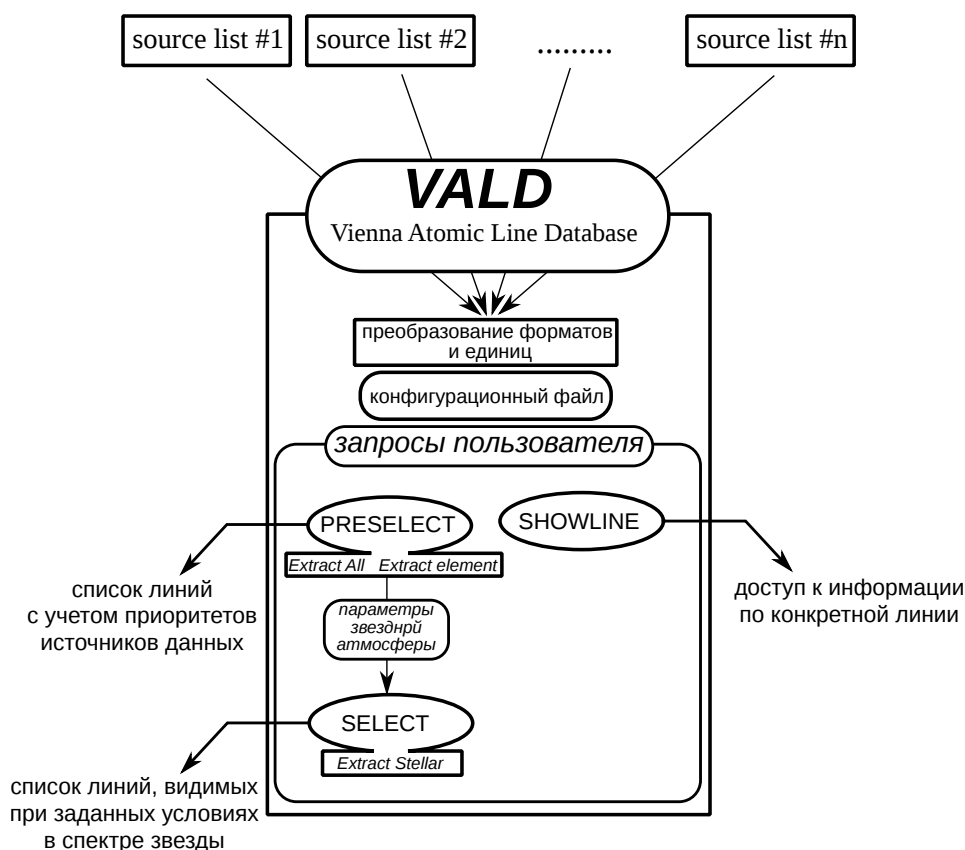 source list #1
source list #2
.........
source list #n
VALD
Vienna Atomic Line Database
преобразование форматов
и единиц
конфигурационный файл
запросы пользователя
PRESELECT
SHOWLINE
Extract All Extract element
список линий
с учетом приоритетов
источников данных
доступ к информации
по конкретной линии
параметры
звезднрй
атмосферы
SELECT
Extract Stellar
список линий, видимых
при заданных условиях
в спектре звезды